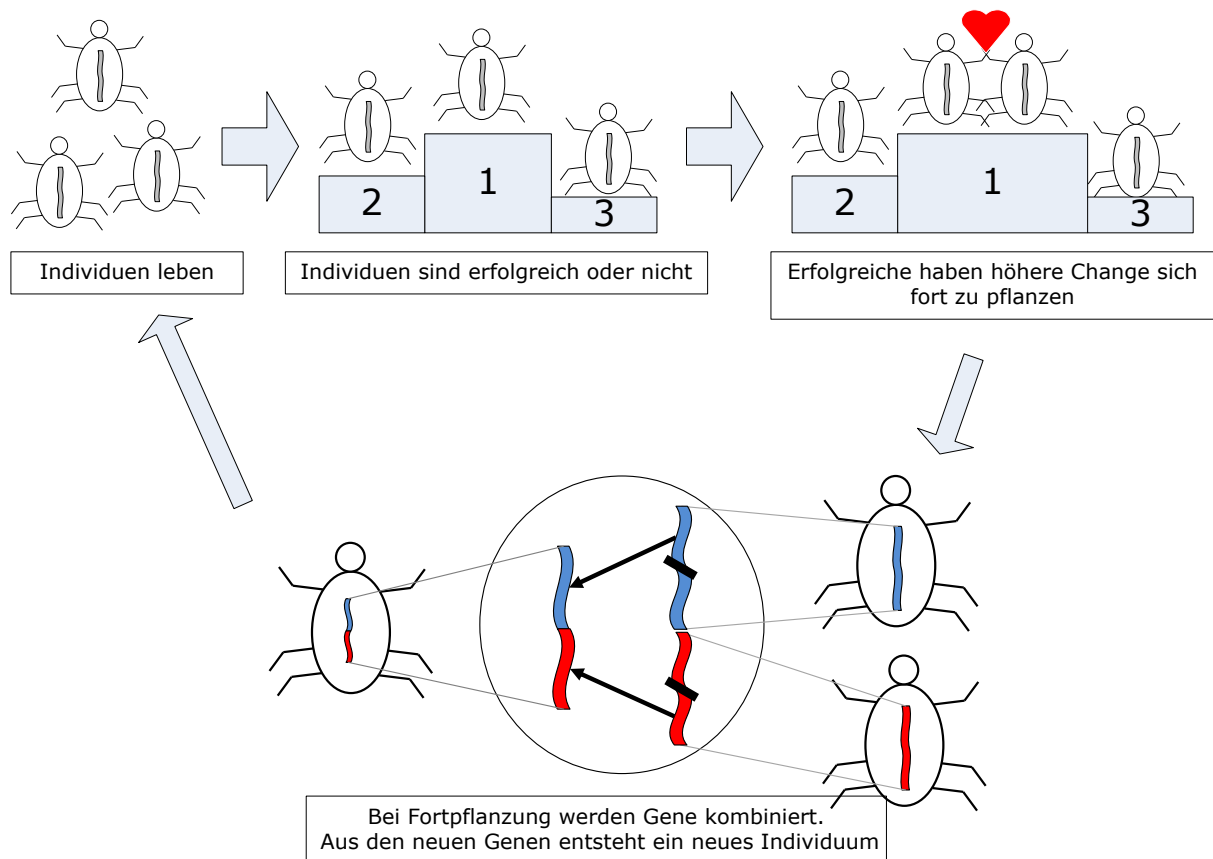 2
1
3
2
1
3
Individuen leben
Individuen sind erfolgreich oder nicht
Erfolgreiche haben höhere Change sich
fort zu pflanzen
Bei Fortpflanzung werden Gene kombiniert.
Aus den neuen Genen entsteht ein neues Individuum